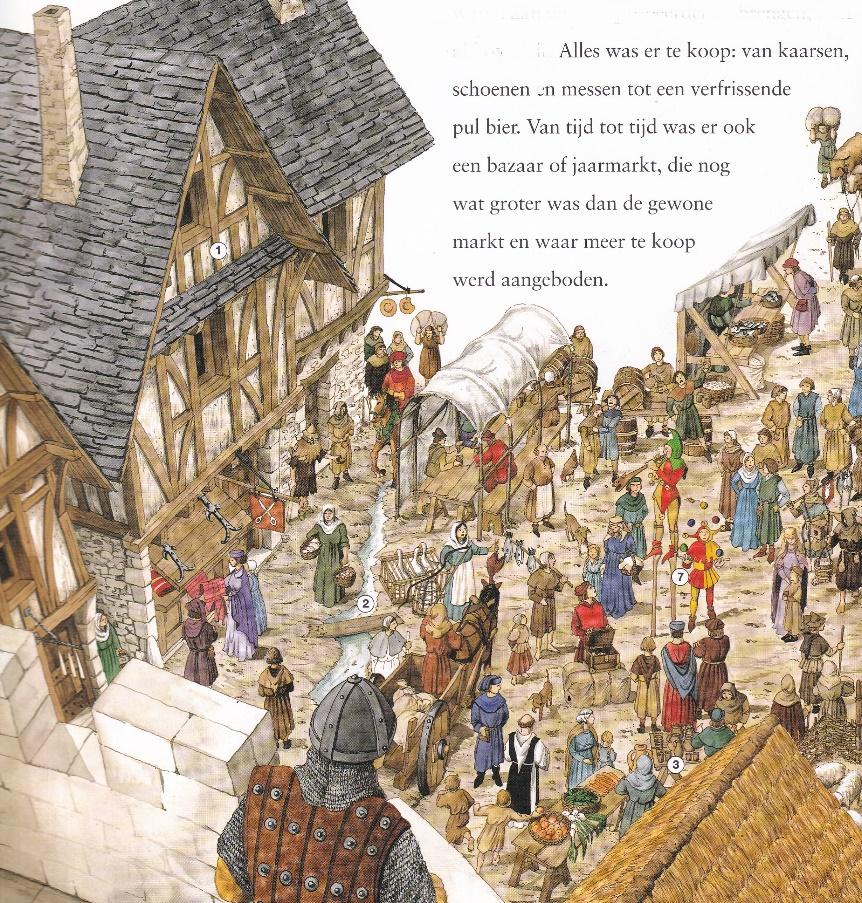 Alles was er te koop: van kaarsen,
schoenen en messen tot een verfrissende
pul bier. Van tijd tot tijd was er ook
een bazaar of jaarmarkt, die nog
wat groter was dan de gewone
markt en waar meer te koop
werd aangeboden.
1
2
7
3